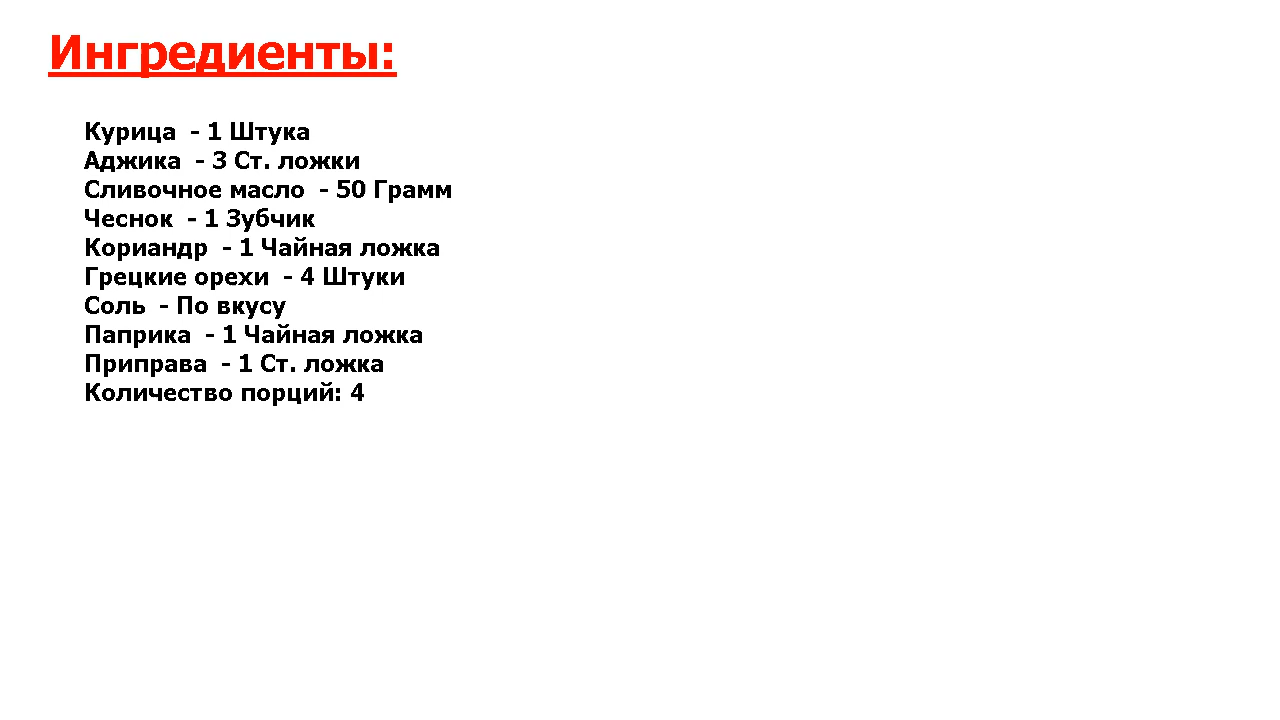 Ингредиенты:
Курица  - 1 Штука
Аджика  - 3 Ст. ложки
Сливочное масло  - 50 Грамм
Чеснок  - 1 Зубчик
Кориандр  - 1 Чайная ложка
Грецкие орехи  - 4 Штуки
Соль  - По вкусу
Паприка  - 1 Чайная ложка
Приправа  - 1 Ст. ложка
Количество порций: 4